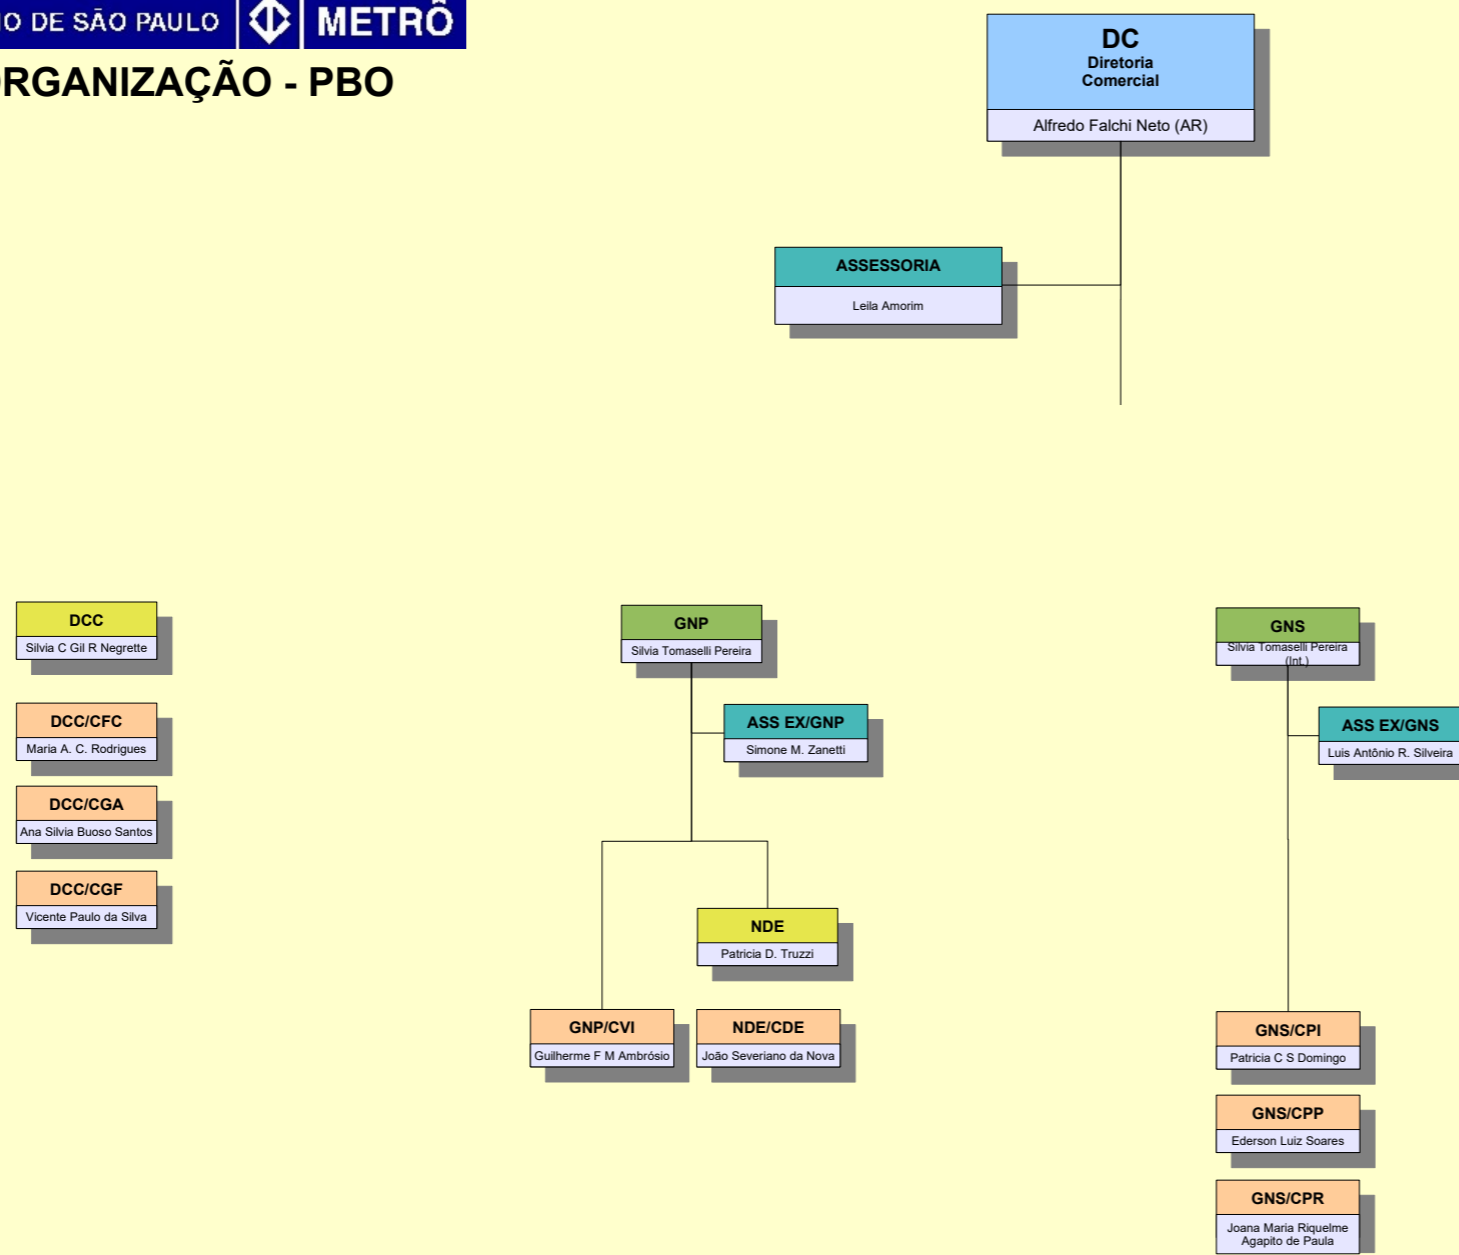 O DE SÃO PAULO METRÔ
RGANIZAÇÃO - PBO
DC
Diretoria
Comercial
Alfredo Falchi Neto (AR)
ASSESSORIA
Leila Amorim
DCC
Silvia C Gil R Negrette
DCC/CFC
Maria A. C. Rodrigues
DCC/CGA
Ana Silvia Buoso Santos
DCC/CGF
Vicente Paulo da Silva
GNP
Silvia Tomaselli Pereira
ASS EX/GNP
Simone M. Zanetti
NDE
Patricia D. Truzzi
GNP/CVI
Guilherme F M Ambrósio
NDE/CDE
João Severiano da Nova
GNS
Silvia Tomaselli Pereira
(Int.)
ASS EX/GNS
Luis Antônio R. Silveira
GNS/CPI
Patricia C S Domingo
GNS/CPP
Ederson Luiz Soares
GNS/CPR
Joana Maria Riquelme
Agapito de Paula